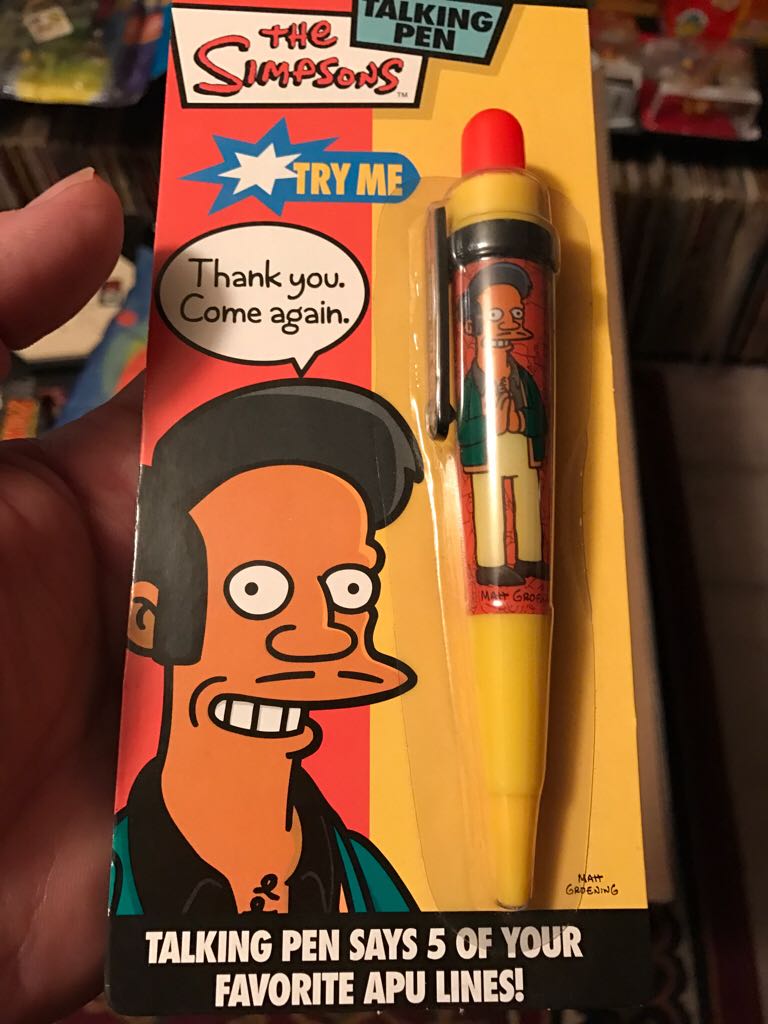 THE
SIMPSONS
TM
TALKING
PEN
TRY ME
Thank you.
Come again.
MATT
MATT
GROENING
TALKING PEN SAYS 5 OF YOUR
FAVORITE APU LINES!